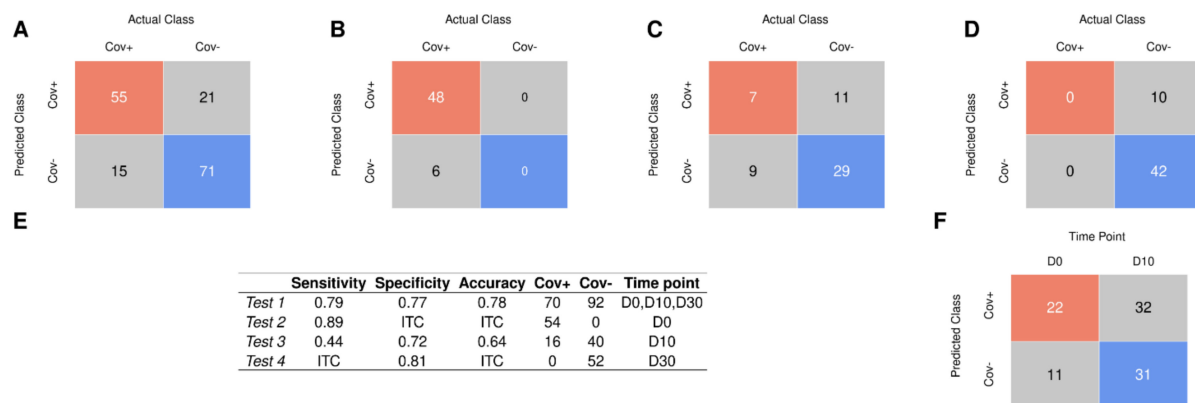 A
Actual Class
Cov+ Cov-
Predicted Class
Cov+ 55 21
Cov- 15 71
B
Actual Class
Cov+ Cov-
Predicted Class
Cov+ 48 0
Cov- 6 0
C
Actual Class
Cov+ Cov-
Predicted Class
Cov+ 7 11
Cov- 9 29
D
Actual Class
Cov+ Cov-
Predicted Class
Cov+ 0 10
Cov- 0 42
E
Sensitivity Specificity Accuracy Cov+ Cov- Time point
Test 1 0.79 0.77 0.78 70 92 D0,D10,D30
Test 2 0.89 ITC ITC 54 0 D0
Test 3 0.44 0.72 0.64 16 40 D10
Test 4 ITC 0.81 ITC 0 52 D30
F
Time Point
D0 D10
Predicted Class
Cov+ 22 32
Cov- 11 31